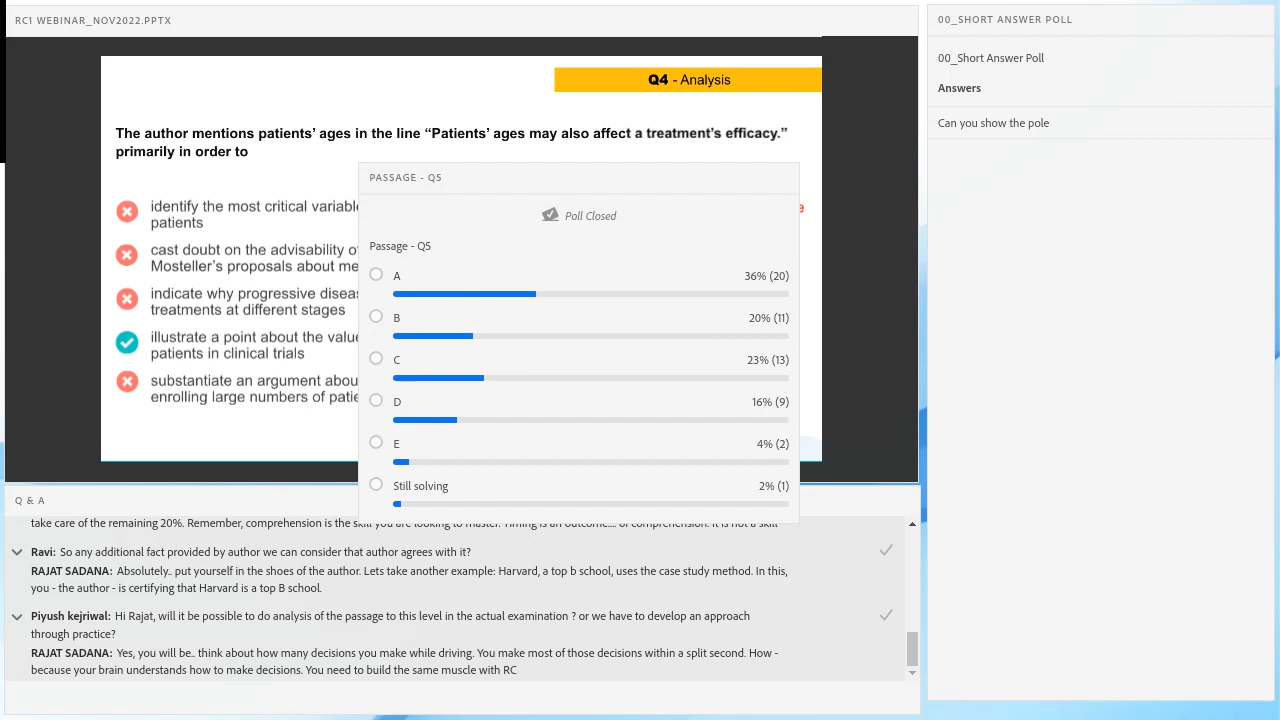 RC1 WEBINAR_NOV2022.PPTX
Q4 - Analysis
The author mentions patients’ ages in the line “Patients’ ages may also affect a treatment’s efficacy.”
primarily in order to
identify the most critical variable
patients
cast doubt on the advisability of
Mosteller’s proposals about me
indicate why progressive diseas
treatments at different stages
illustrate a point about the value
patients in clinical trials
substantiate an argument abou
enrolling large numbers of patie
e
PASSAGE - Q5
Poll Closed
Passage - Q5
A 36% (20)
B 20% (11)
C 23% (13)
D 16% (9)
E 4% (2)
Still solving 2% (1)
Q & A
take care of the remaining 20%. Remember, comprehension is the skill you are looking to master. Timing is an outcome.... of comprehension. It is not a skill
Ravi: So any additional fact provided by author we can consider that author agrees with it?
RAJAT SADANA: Absolutely.. put yourself in the shoes of the author. Lets take another example: Harvard, a top b school, uses the case study method. In this,
you - the author - is certifying that Harvard is a top B school.
Piyush kejriwal: Hi Rajat, will it be possible to do analysis of the passage to this level in the actual examination ? or we have to develop an approach
through practice?
RAJAT SADANA: Yes, you will be.. think about how many decisions you make while driving. You make most of those decisions within a split second. How -
because your brain understands how to make decisions. You need to build the same muscle with RC
00_SHORT ANSWER POLL
00_Short Answer Poll
Answers
Can you show the pole